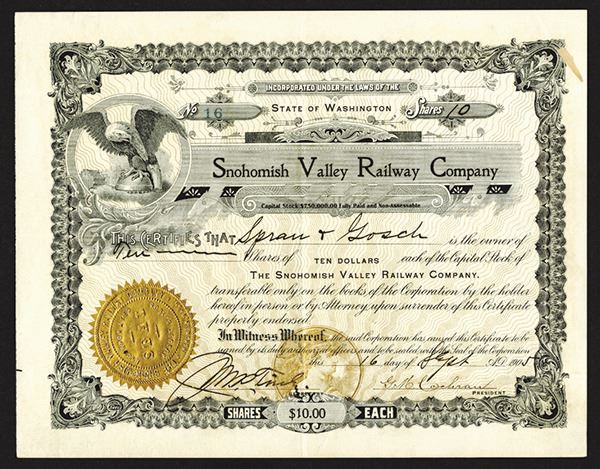 INCORPORATED UNDER THE LAWS OF THE
STATE OF WASHINGTON
No 16
Shares 10
Snohomish Valley Railway Company
Capital Stock $750,000.00 Fully Paid and Non-Assessable
THIS CERTIFIES THAT Spran & Gosch is the owner of
Ten Shares of TEN DOLLARS each of the Capital Stock of
THE SNOHOMISH VALLEY RAILWAY COMPANY.
transferable only on the books of the Corporation by the holder
hereof in person or by Attorney upon surrender of this Certificate
properly endorsed.
In Witness Whereof, the said Corporation has caused this Certificate to be
signed by its duly authorized officers and to be sealed with the Seal of the Corporation
this 16 day of Sept A.D. 1905
G. M. Cochran
PRESIDENT
SHARES $10.00 EACH